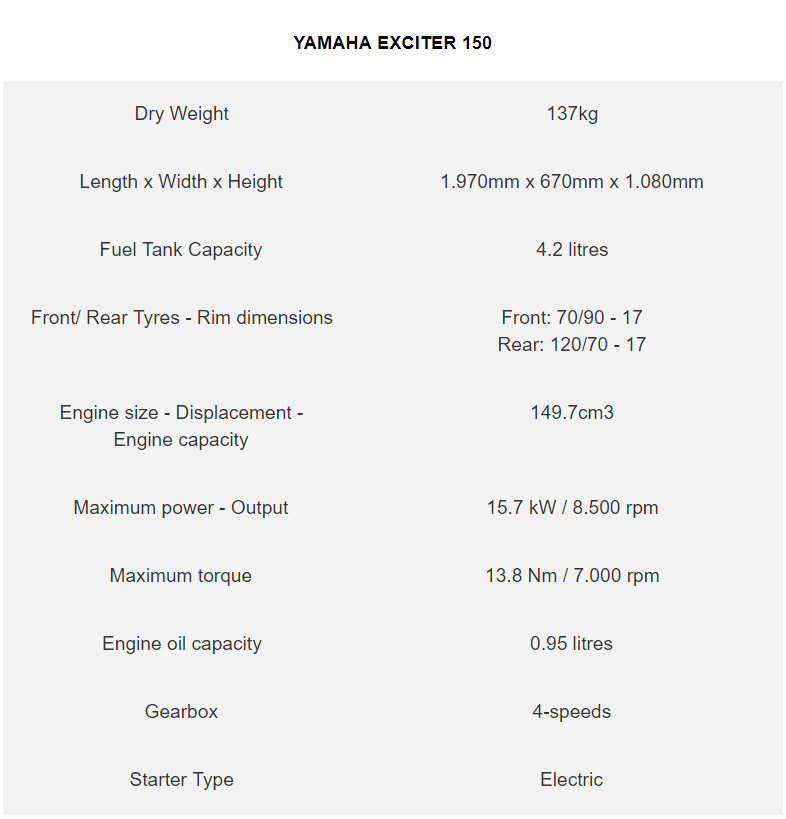 YAMAHA EXCITER 150
Dry Weight
137kg
Length x Width x Height
1.970mm x 670mm x 1.080mm
Fuel Tank Capacity
4.2 litres
Front/ Rear Tyres - Rim dimensions
Front: 70/90 - 17
Rear: 120/70 - 17
Engine size - Displacement -
Engine capacity
149.7cm3
Maximum power - Output
15.7 kW / 8.500 rpm
Maximum torque
13.8 Nm / 7.000 rpm
Engine oil capacity
0.95 litres
Gearbox
4-speeds
Starter Type
Electric